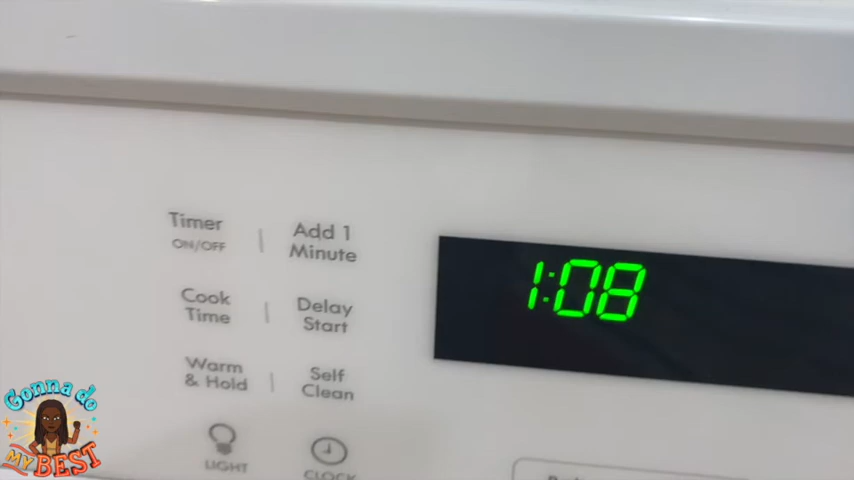 Timer
ON/OFF
Add 1
Minute
1:08
Cook
Time
Delay
Start
Warm
& Hold
Self
Clean
LIGHT
CLOCK
Gonna do
MY BEST